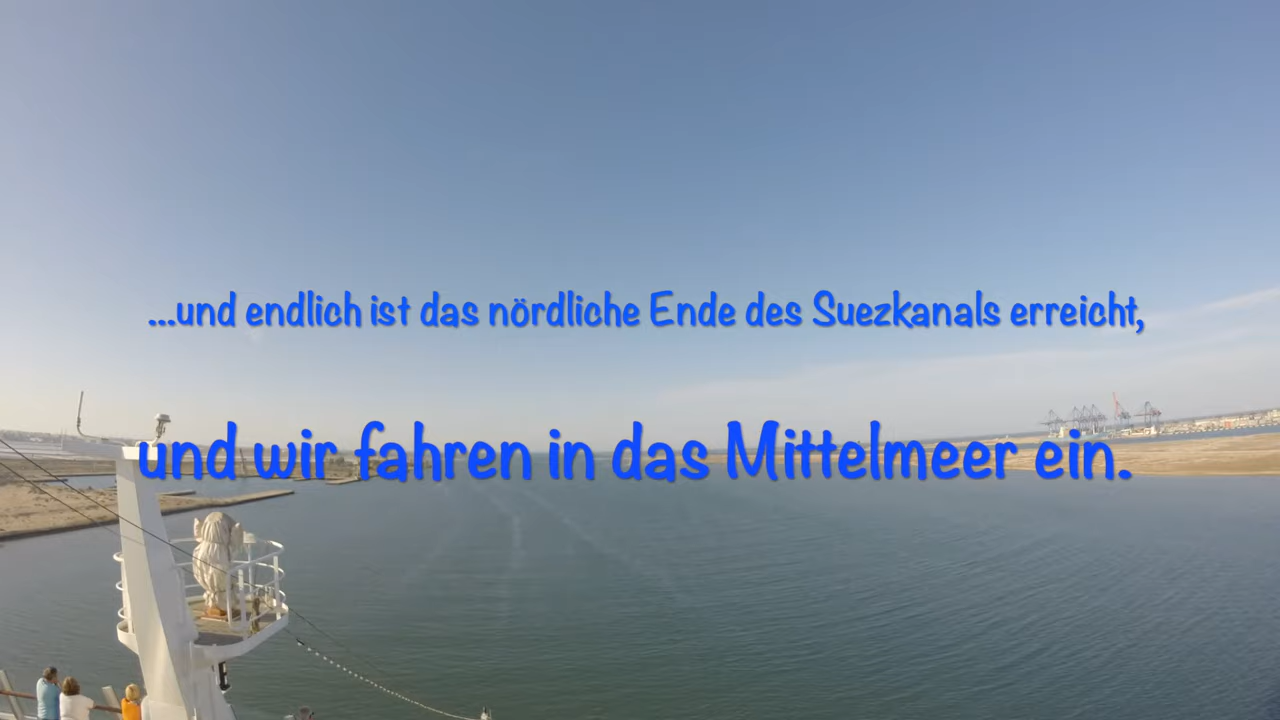 ...und endlich ist das nördliche Ende des Suezkanals erreicht,
und wir fahren in das Mittelmeer ein.